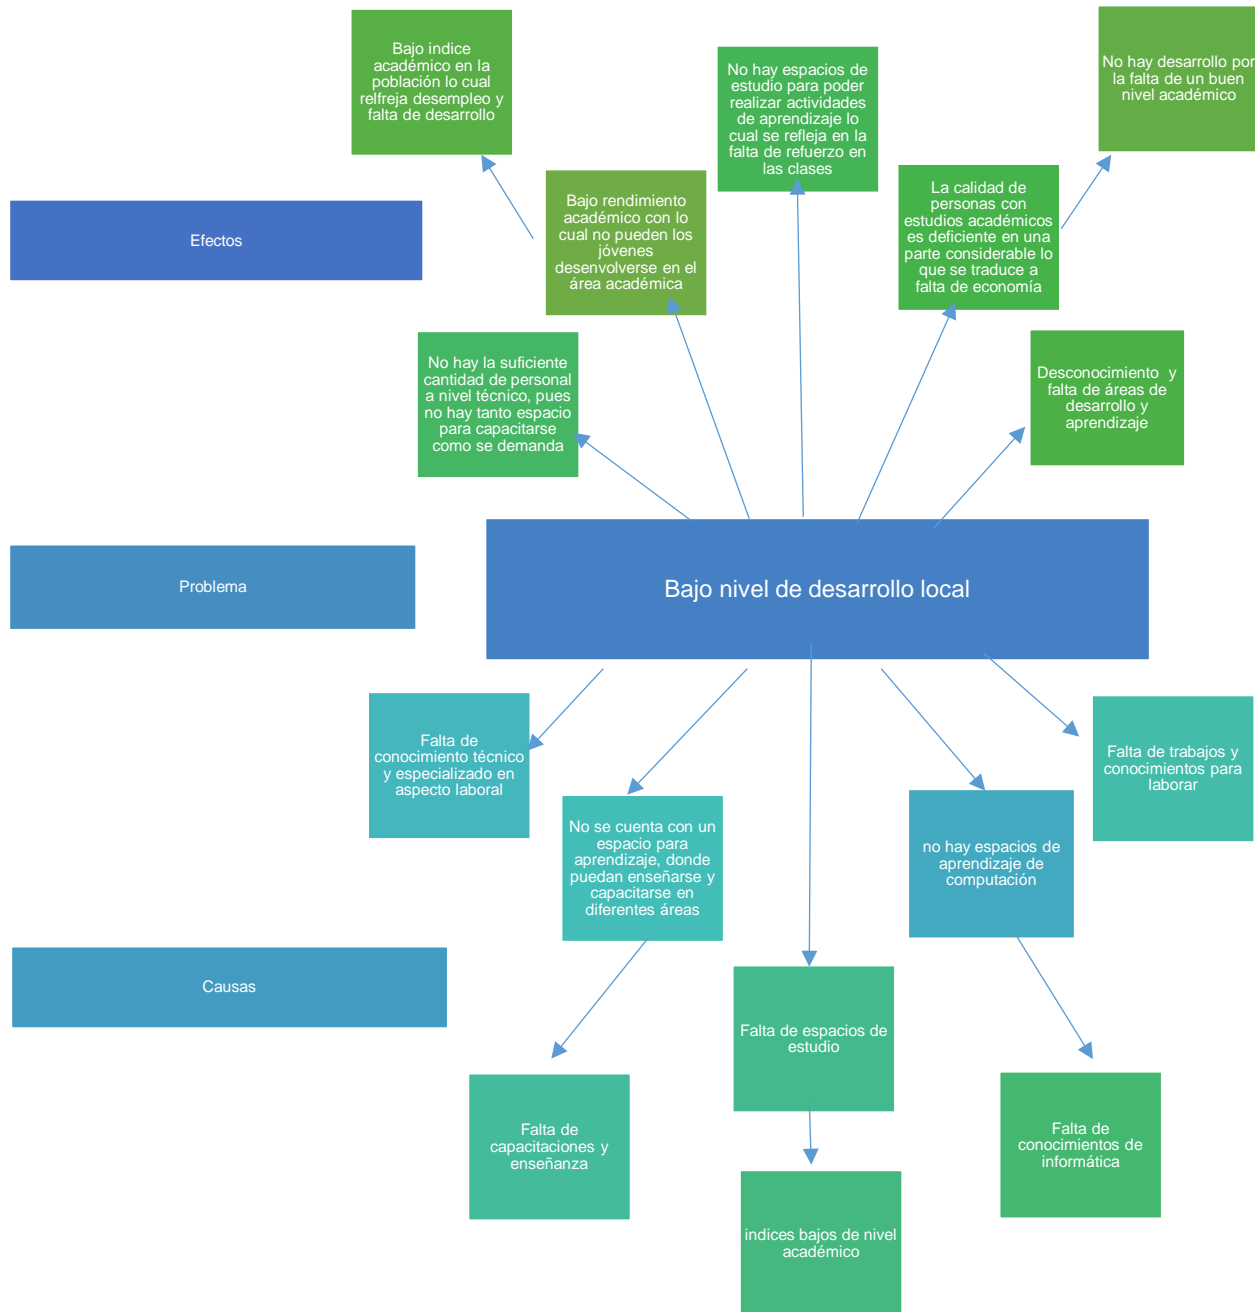 Bajo indice
académico en la
población lo cual
relfreja desempleo y
falta de desarrollo
No hay espacios de
estudio para poder
realizar actividades
de aprendizaje lo
cual se refleja en la
falta de refuerzo en
las clases
No hay desarrollo por
la falta de un buen
nivel académico
Bajo rendimiento
académico con lo
cual no pueden los
jóvenes
desenvolverse en el
área académica
La calidad de
personas con
estudios académicos
es deficiente en una
parte considerable lo
que se traduce a
falta de economía
Efectos
No hay la suficiente
cantidad de personal
a nivel técnico, pues
no hay tanto espacio
para capacitarse
como se demanda
Desconocimiento y
falta de áreas de
desarrollo y
aprendizaje
Problema
Bajo nivel de desarrollo local
Falta de
conocimiento técnico
y especializado en
aspecto laboral
Falta de trabajos y
conocimientos para
laborar
No se cuenta con un
espacio para
aprendizaje, donde
puedan enseñarse y
capacitarse en
diferentes áreas
no hay espacios de
aprendizaje de
computación
Causas
Falta de espacios de
estudio
Falta de
capacitaciones y
enseñanza
Falta de
conocimientos de
informática
indices bajos de nivel
académico